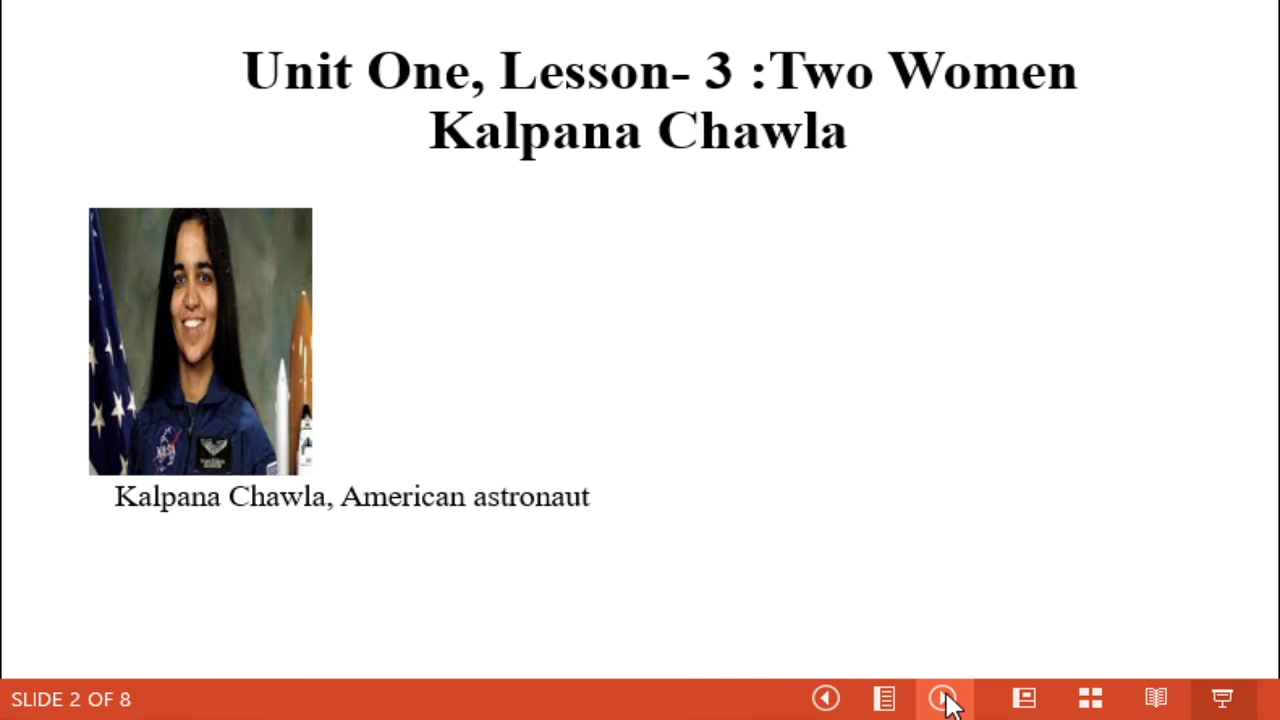 Unit One, Lesson- 3 :Two Women
Kalpana Chawla
Kalpana Chawla, American astronaut
SLIDE 2 OF 8